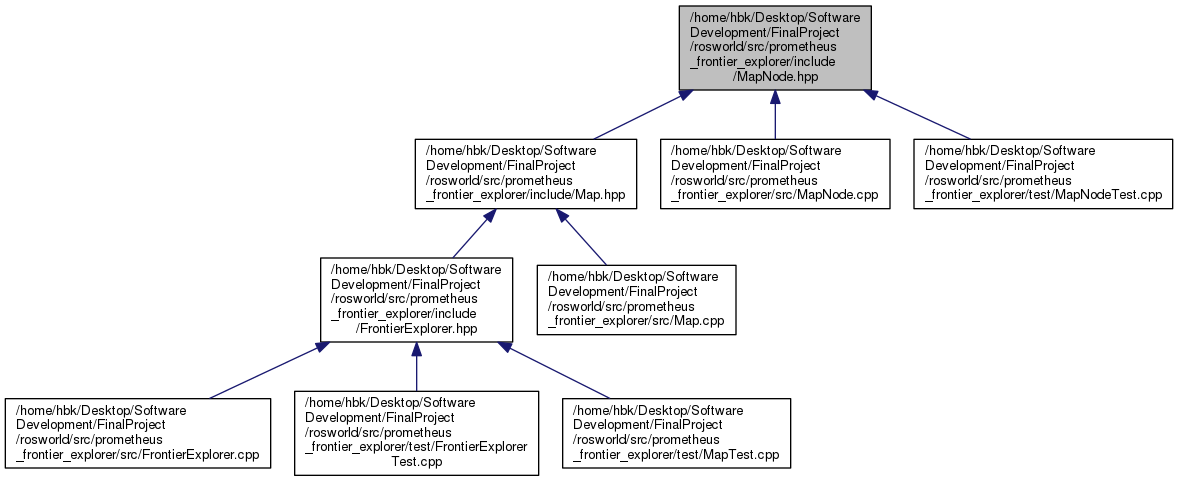 /home/hbk/Desktop/Software
Development/FinalProject
/rosworld/src/prometheus
_frontier_explorer/include
/MapNode.hpp
/home/hbk/Desktop/Software
Development/FinalProject
/rosworld/src/prometheus
_frontier_explorer/include/Map.hpp
/home/hbk/Desktop/Software
Development/FinalProject
/rosworld/src/prometheus
_frontier_explorer/src/MapNode.cpp
/home/hbk/Desktop/Software
Development/FinalProject
/rosworld/src/prometheus
_frontier_explorer/test/MapNodeTest.cpp
/home/hbk/Desktop/Software
Development/FinalProject
/rosworld/src/prometheus
_frontier_explorer/include
/FrontierExplorer.hpp
/home/hbk/Desktop/Software
Development/FinalProject
/rosworld/src/prometheus
_frontier_explorer/src/Map.cpp
/home/hbk/Desktop/Software
Development/FinalProject
/rosworld/src/prometheus
_frontier_explorer/src/FrontierExplorer.cpp
/home/hbk/Desktop/Software
Development/FinalProject
/rosworld/src/prometheus
_frontier_explorer/test/FrontierExplorer
Test.cpp
/home/hbk/Desktop/Software
Development/FinalProject
/rosworld/src/prometheus
_frontier_explorer/test/MapTest.cpp